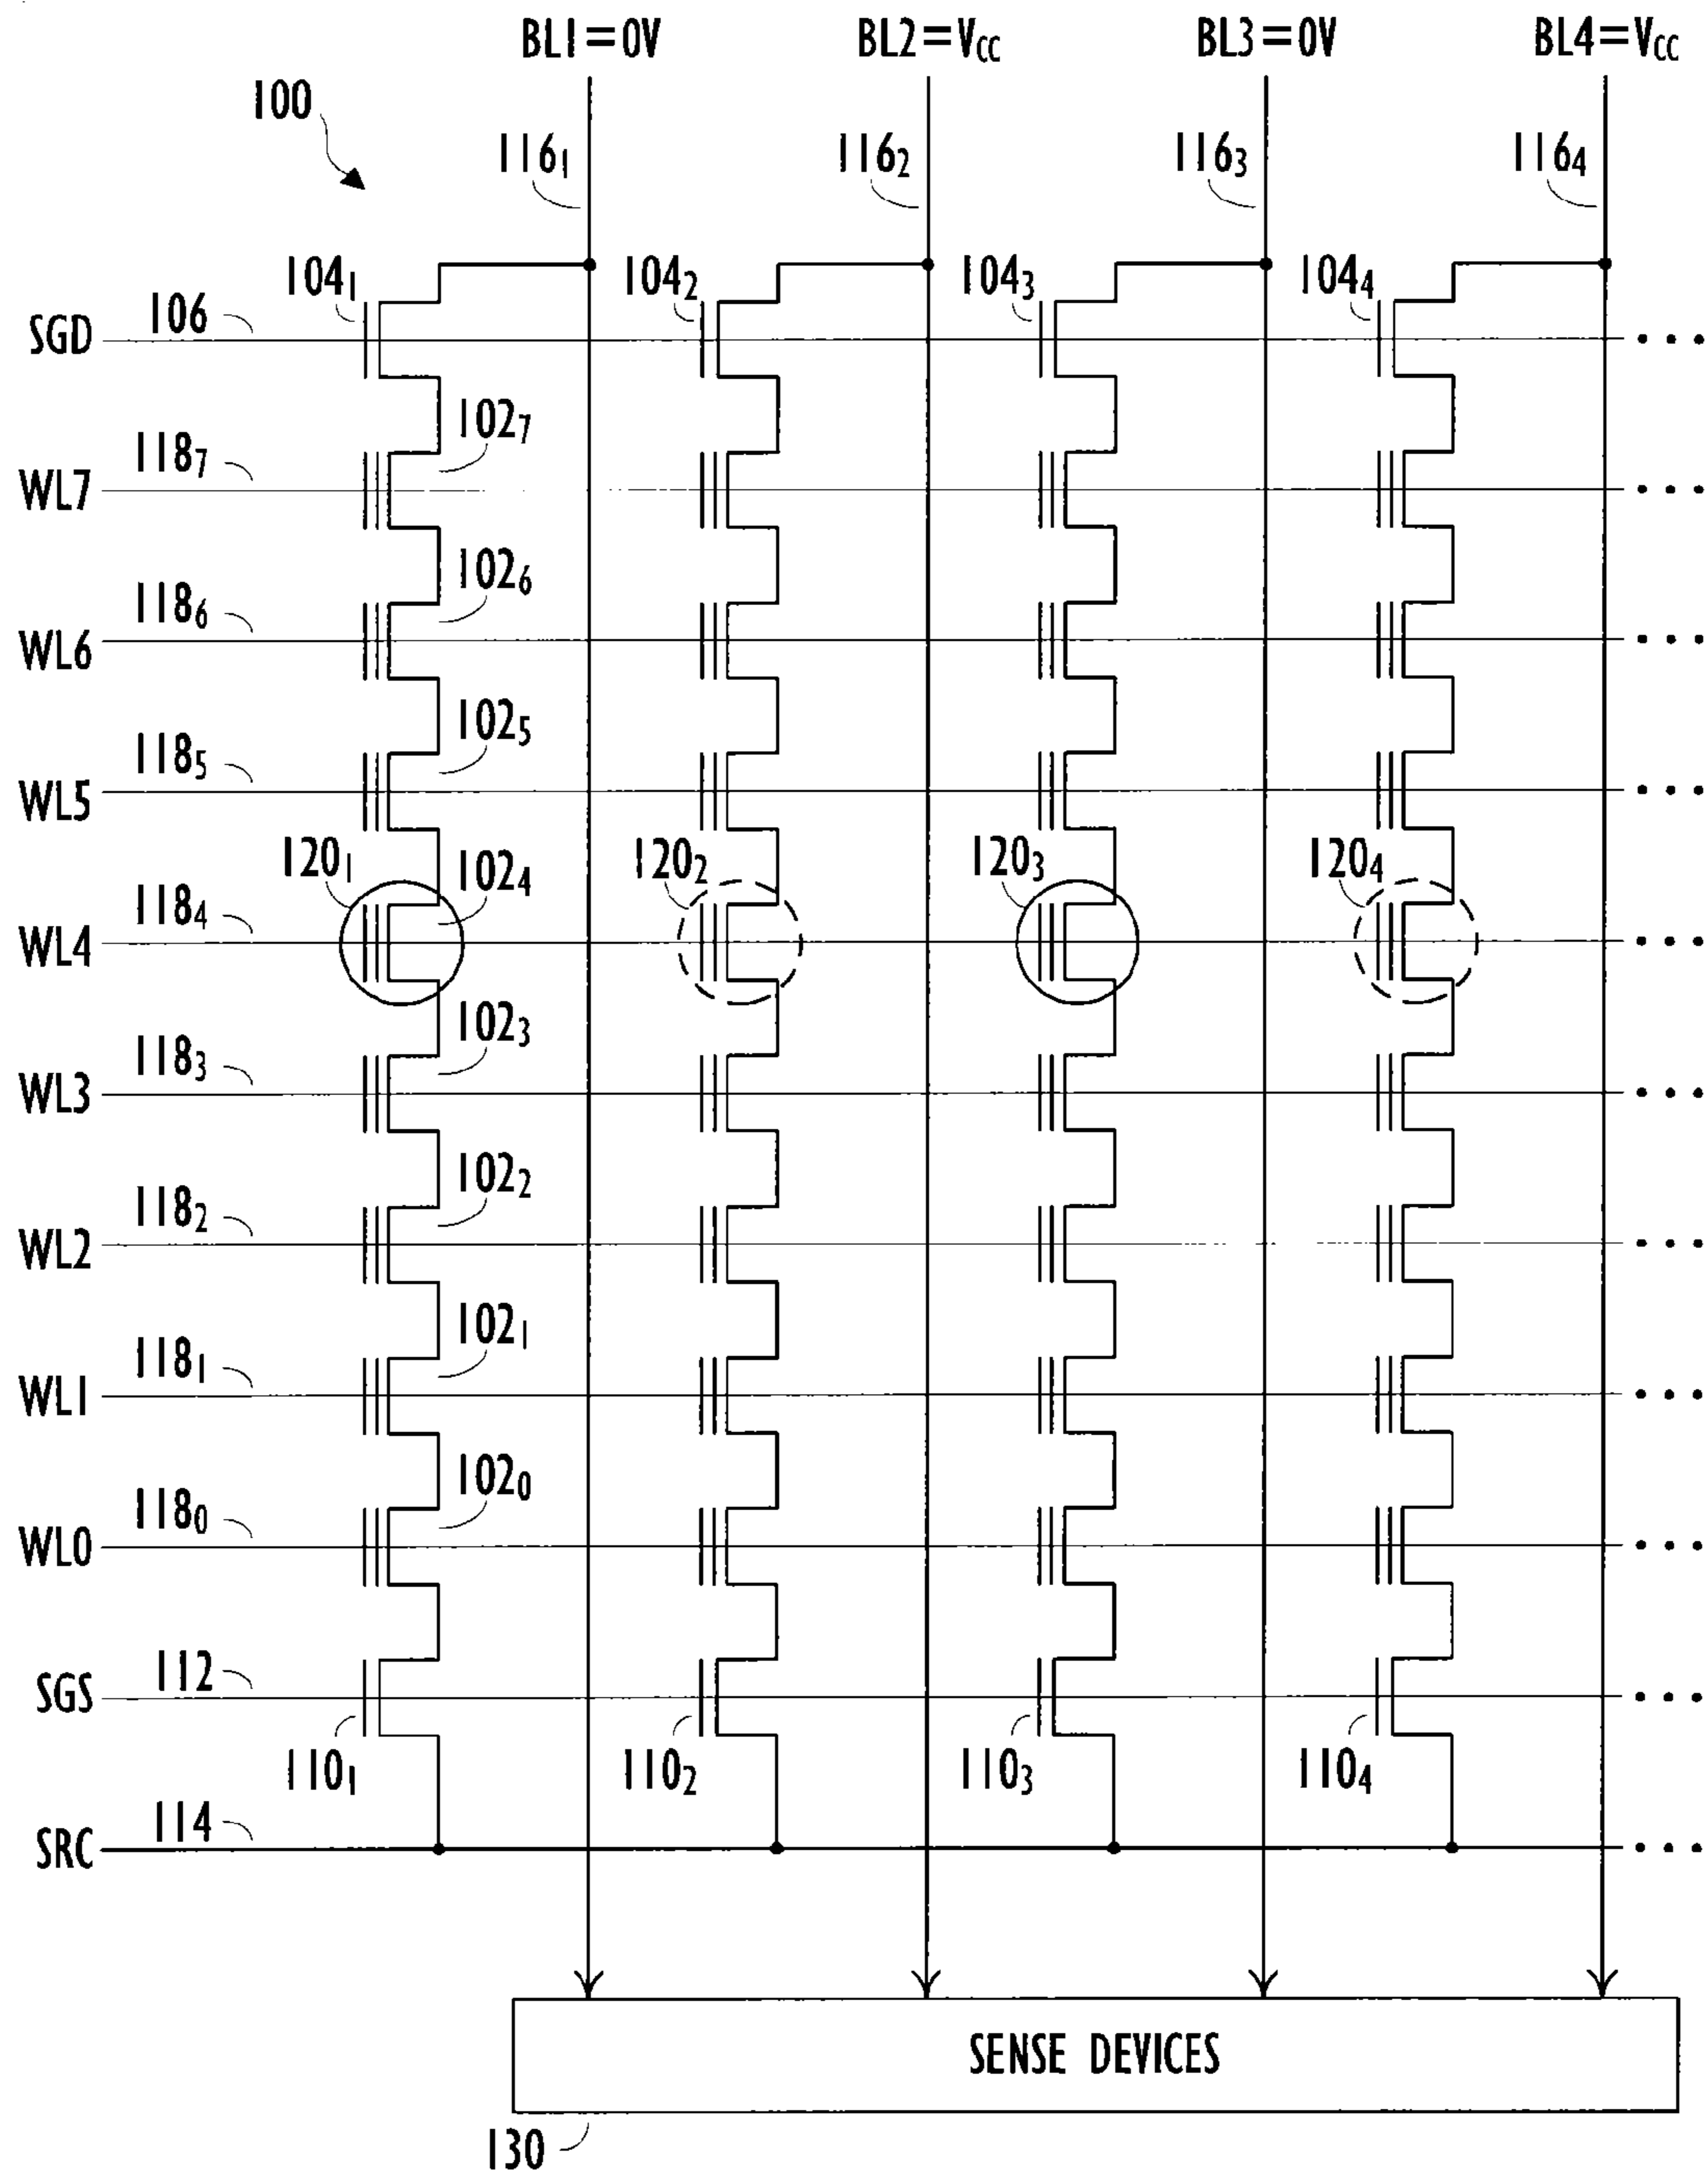 BL1=0V BL2=VCC BL3=0V BL4=VCC
100
116₁ 116₂ 116₃ 116₄
104₁ 104₂ 104₃ 104₄
SGD 106
WL7 118₇ 102₇
WL6 118₆ 102₆
WL5 118₅ 102₅
120₁ 120₂ 120₃ 120₄
WL4 118₄ 102₄
WL3 118₃ 102₃
WL2 118₂ 102₂
WL1 118₁ 102₁
WL0 118₀ 102₀
SGS 112
110₁ 110₂ 110₃ 110₄
SRC 114
SENSE DEVICES
130